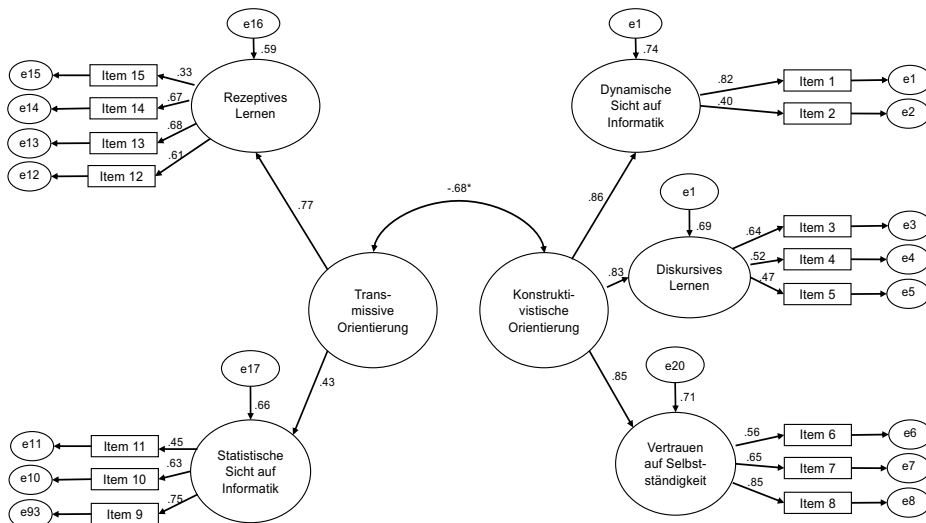 e16
.59
e15
Item 15
.33
e14
Item 14
.67
e13
Item 13
.68
e12
Item 12
.61
Rezeptives
Lernen
.77
e1
.74
Dynamische
Sicht auf
Informatik
.82
Item 1
e1
.40
Item 2
e2
-.68*
.86
e1
.69
Diskursives
Lernen
.83
.64
Item 3
e3
.52
Item 4
e4
.47
Item 5
e5
Trans-
missive
Orientierung
Konstrukti-
vistische
Orientierung
.43
.85
e17
.66
Statistische
Sicht auf
Informatik
e11
Item 11
.45
e10
Item 10
.63
e93
Item 9
.75
e20
.71
Vertrauen
auf Selbst-
ständigkeit
.56
Item 6
e6
.65
Item 7
e7
.85
Item 8
e8